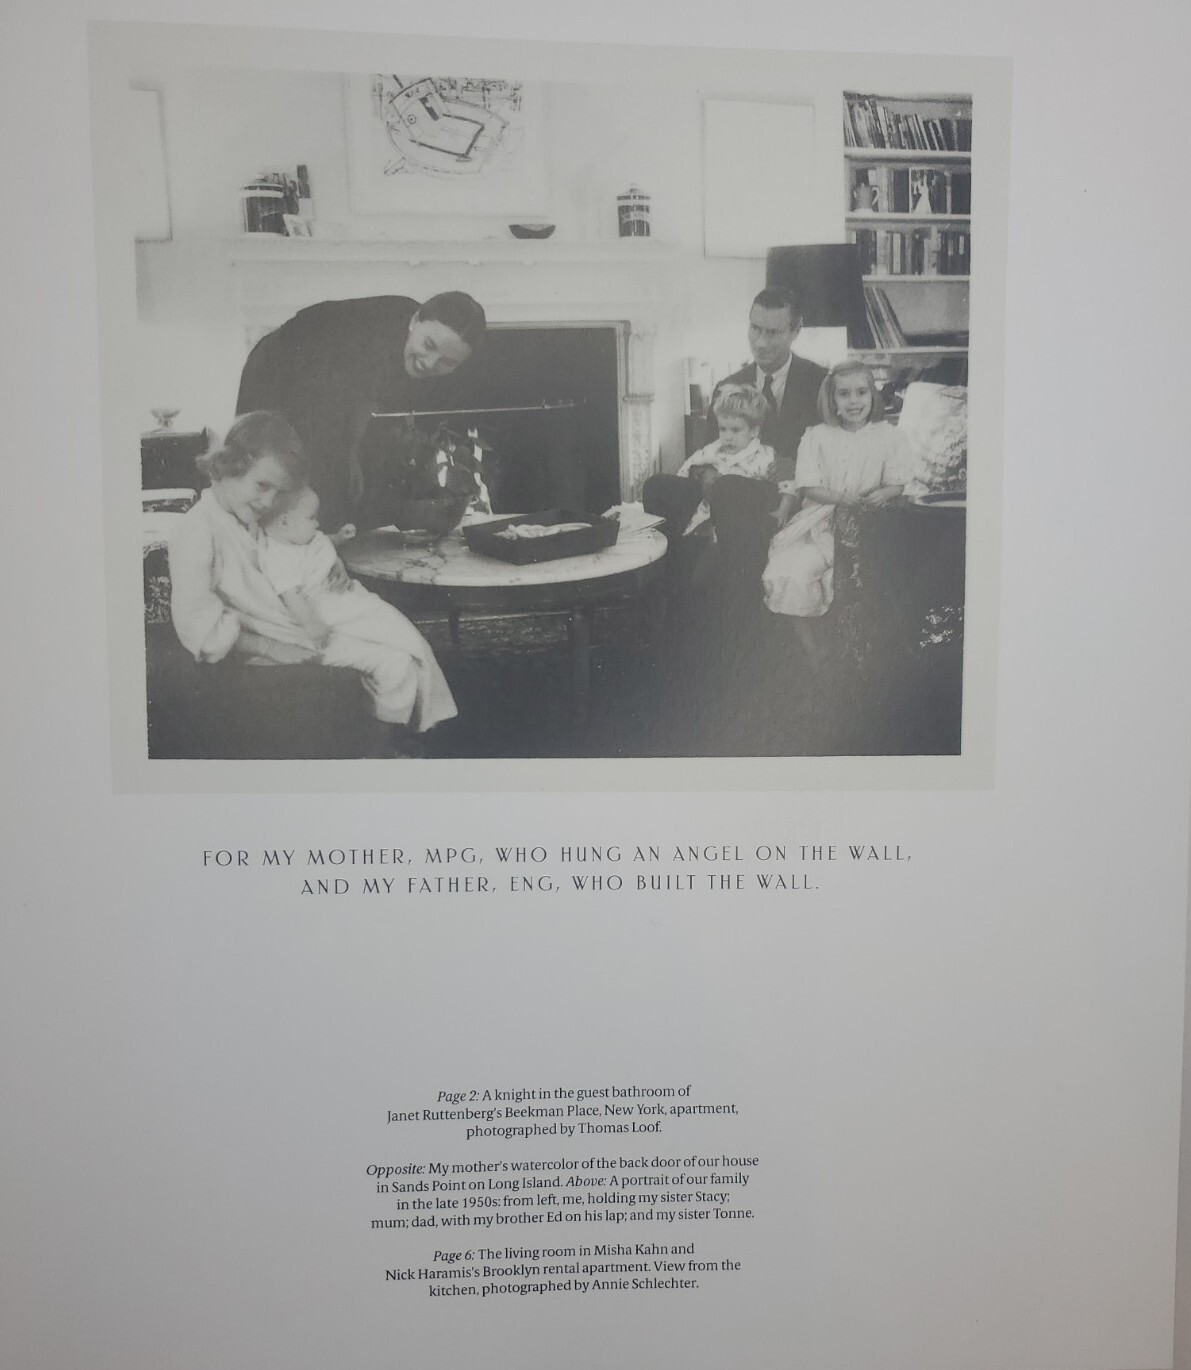 FOR MY MOTHER, MPG, WHO HUNG AN ANGEL ON THE WALL,
AND MY FATHER, ENG, WHO BUILT THE WALL.
Page 2: A knight in the guest bathroom of
Janet Ruttenberg's Beekman Place, New York, apartment,
photographed by Thomas Loof.
Opposite: My mother's watercolor of the back door of our house
in Sands Point on Long Island. Above: A portrait of our family
in the late 1950s: from left, me, holding my sister Stacy;
mum; dad, with my brother Ed on his lap; and my sister Tonne.
Page 6: The living room in Misha Kahn and
Nick Haramis's Brooklyn rental apartment. View from the
kitchen, photographed by Annie Schlechter.